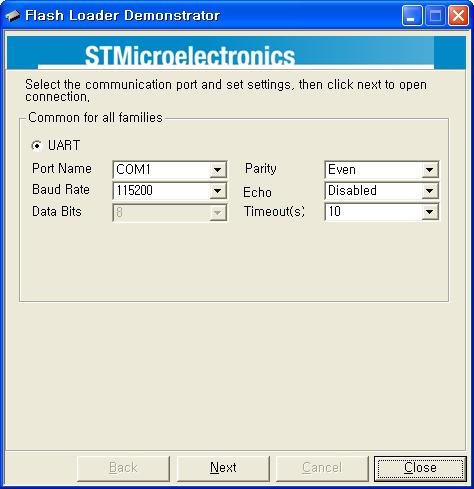 Flash Loader Demonstrator
STMicroelectronics
Select the communication port and set settings, then click next to open
connection,
Common for all families
UART
Port Name COM1 Parity Even
Baud Rate 115200 Echo Disabled
Data Bits 8 Timeout(s) 10
Back Next Cancel Close